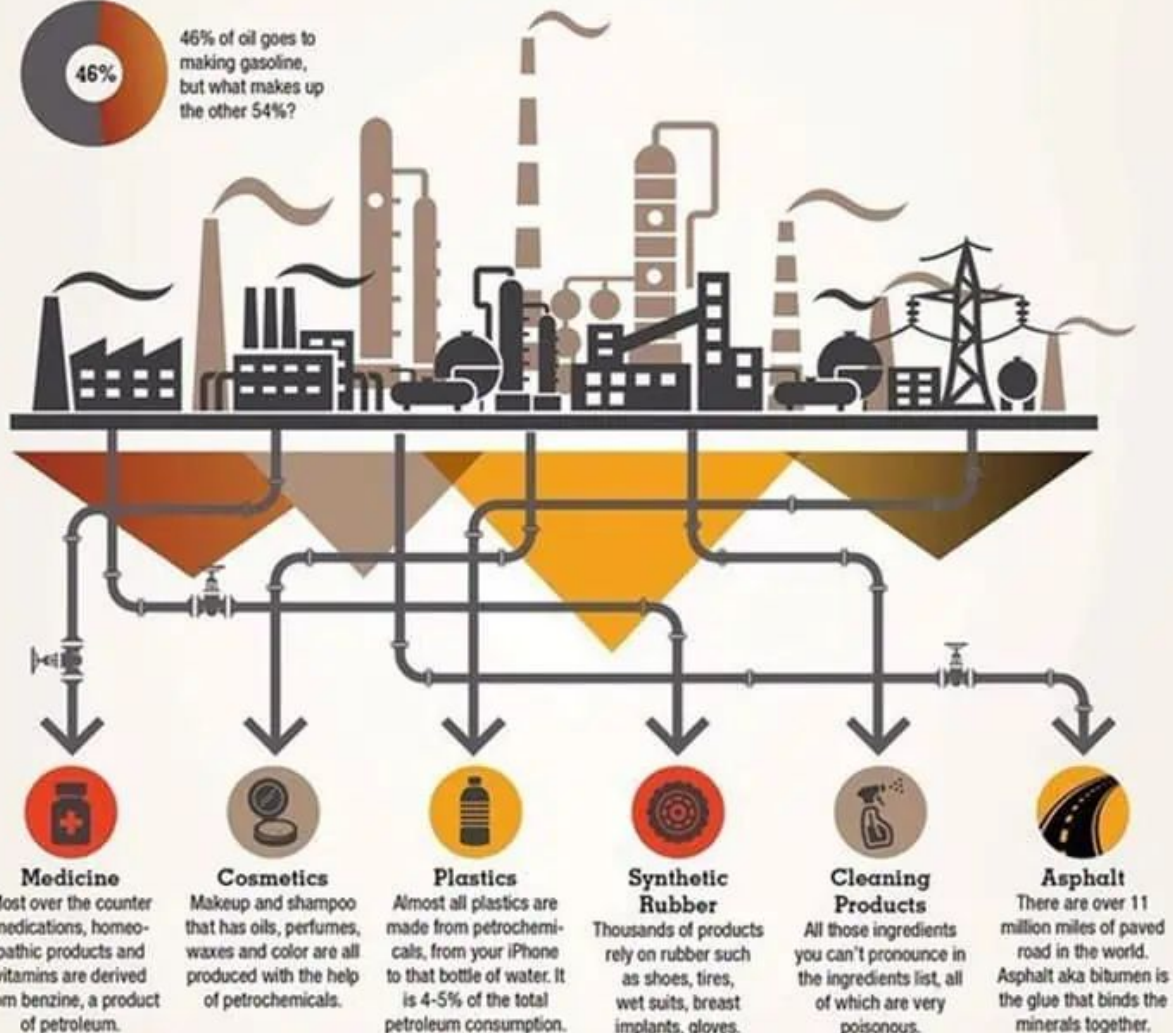 46%
46% of oil goes to
making gasoline,
but what makes up
the other 54%?
Medicine
ost over the counter
edications, homeo-
pathic products and
vitamins are derived
om benzine, a product
of petroleum.
Cosmetics
Makeup and shampoo
that has oils, perfumes,
waxes and color are all
produced with the help
of petrochemicals.
Plastics
Almost all plastics are
made from petrochemi-
cals, from your iPhone
to that bottle of water. It
is 4-5% of the total
petroleum consumption.
Synthetic
Rubber
Thousands of products
rely on rubber such
as shoes, tires,
wet suits, breast
implants, gloves,
Cleaning
Products
All those ingredients
you can't pronounce in
the ingredients list, all
of which are very
poisonous.
Asphalt
There are over 11
million miles of paved
road in the world.
Asphalt aka bitumen is
the glue that binds the
minerals together.